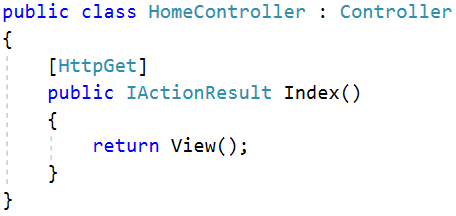 public class HomeController : Controller
{
    [HttpGet]
    public IActionResult Index()
    {
        return View();
    }
}